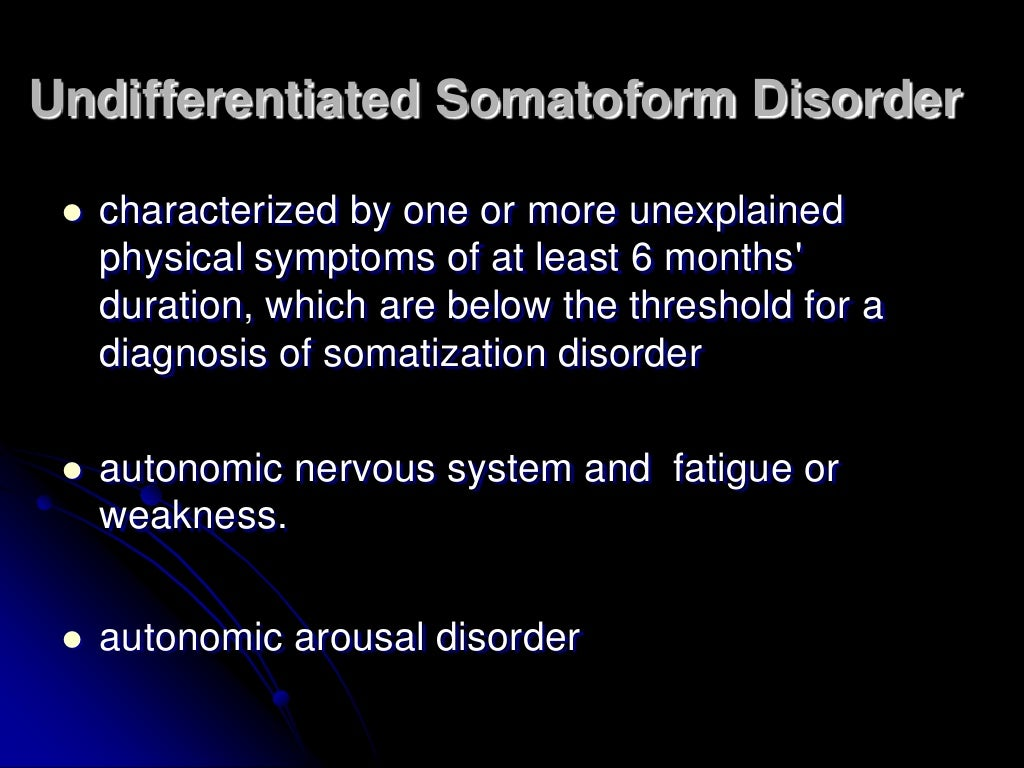 Undifferentiated Somatoform Disorder
characterized by one or more unexplained
physical symptoms of at least 6 months'
duration, which are below the threshold for a
diagnosis of somatization disorder
autonomic nervous system and  fatigue or
weakness.
autonomic arousal disorder